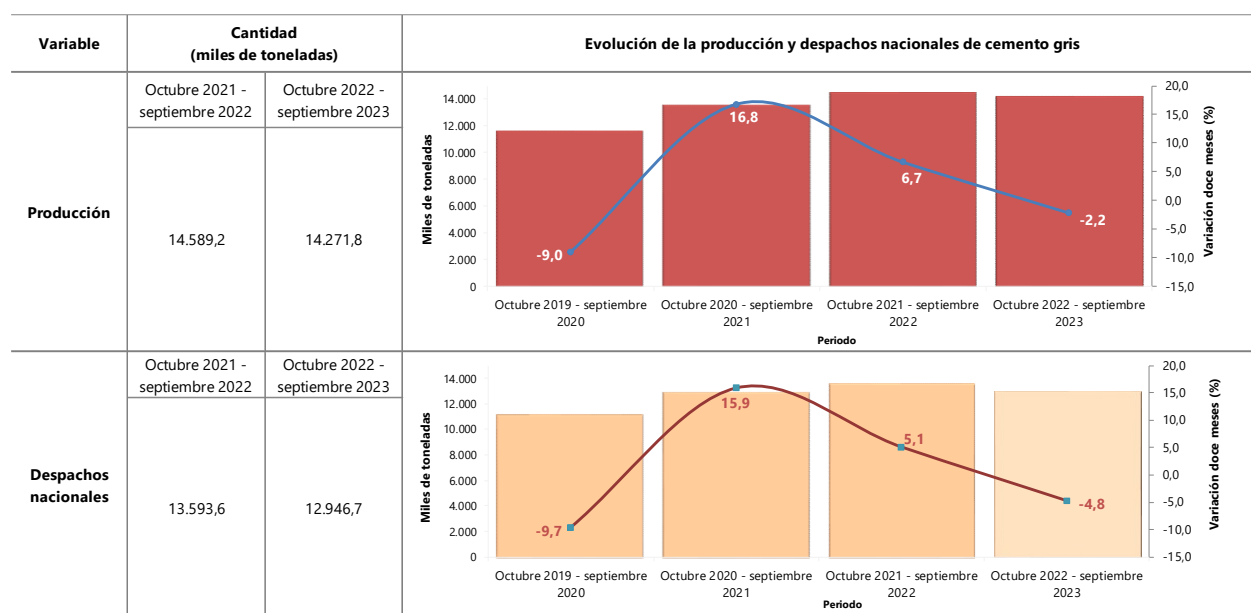 Variable
Cantidad
(miles de toneladas)
Evolución de la producción y despachos nacionales de cemento gris
Producción
Octubre 2021 -
septiembre 2022
Octubre 2022 -
septiembre 2023
14.589,2
14.271,8
Miles de toneladas
14.000
12.000
10.000
8.000
6.000
4.000
2.000
0
-9,0
16,8
6,7
-2,2
20,0
15,0
10,0
5,0
0,0
-5,0
-10,0
-15,0
Variación doce meses (%)
Octubre 2019 - septiembre
2020
Octubre 2020 - septiembre
2021
Octubre 2021 - septiembre
2022
Octubre 2022 - septiembre
2023
Periodo
Despachos
nacionales
Octubre 2021 -
septiembre 2022
Octubre 2022 -
septiembre 2023
13.593,6
12.946,7
Miles de toneladas
14.000
12.000
10.000
8.000
6.000
4.000
2.000
0
-9,7
15,9
5,1
-4,8
20,0
15,0
10,0
5,0
0,0
-5,0
-10,0
-15,0
Variación doce meses (%)
Octubre 2019 - septiembre
2020
Octubre 2020 - septiembre
2021
Octubre 2021 - septiembre
2022
Octubre 2022 - septiembre
2023
Periodo